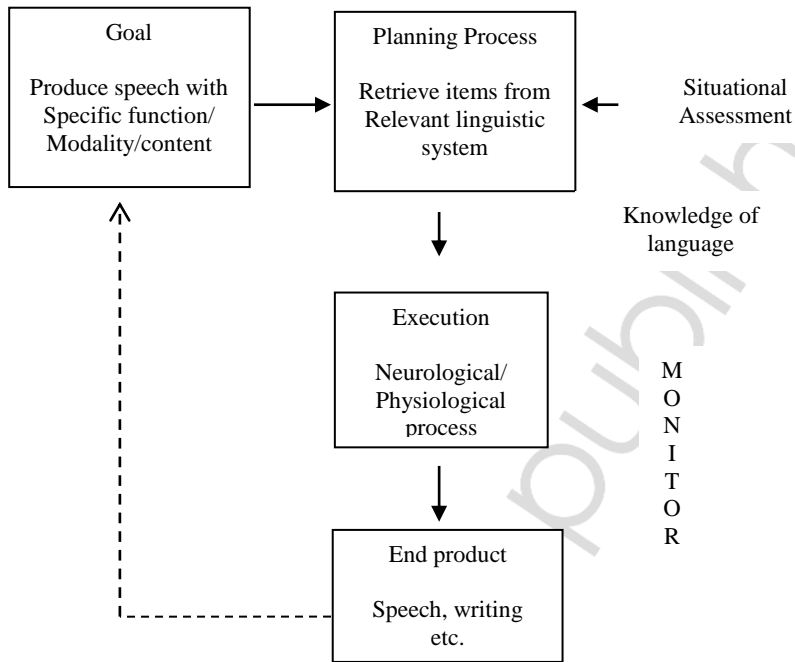 Goal
Produce speech with
Specific function/
Modality/content
Planning Process
Retrieve items from
Relevant linguistic
system
Situational
Assessment
Knowledge of
language
Execution
Neurological/
Physiological
process
M
O
N
I
T
O
R
End product
Speech, writing
etc.